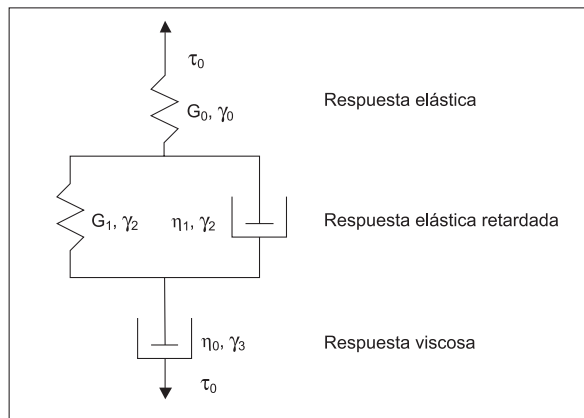 τ₀
Respuesta elástica
G₀, γ₀
G₁, γ₂
η₁, γ₂
Respuesta elástica retardada
η₀, γ₃
Respuesta viscosa
τ₀